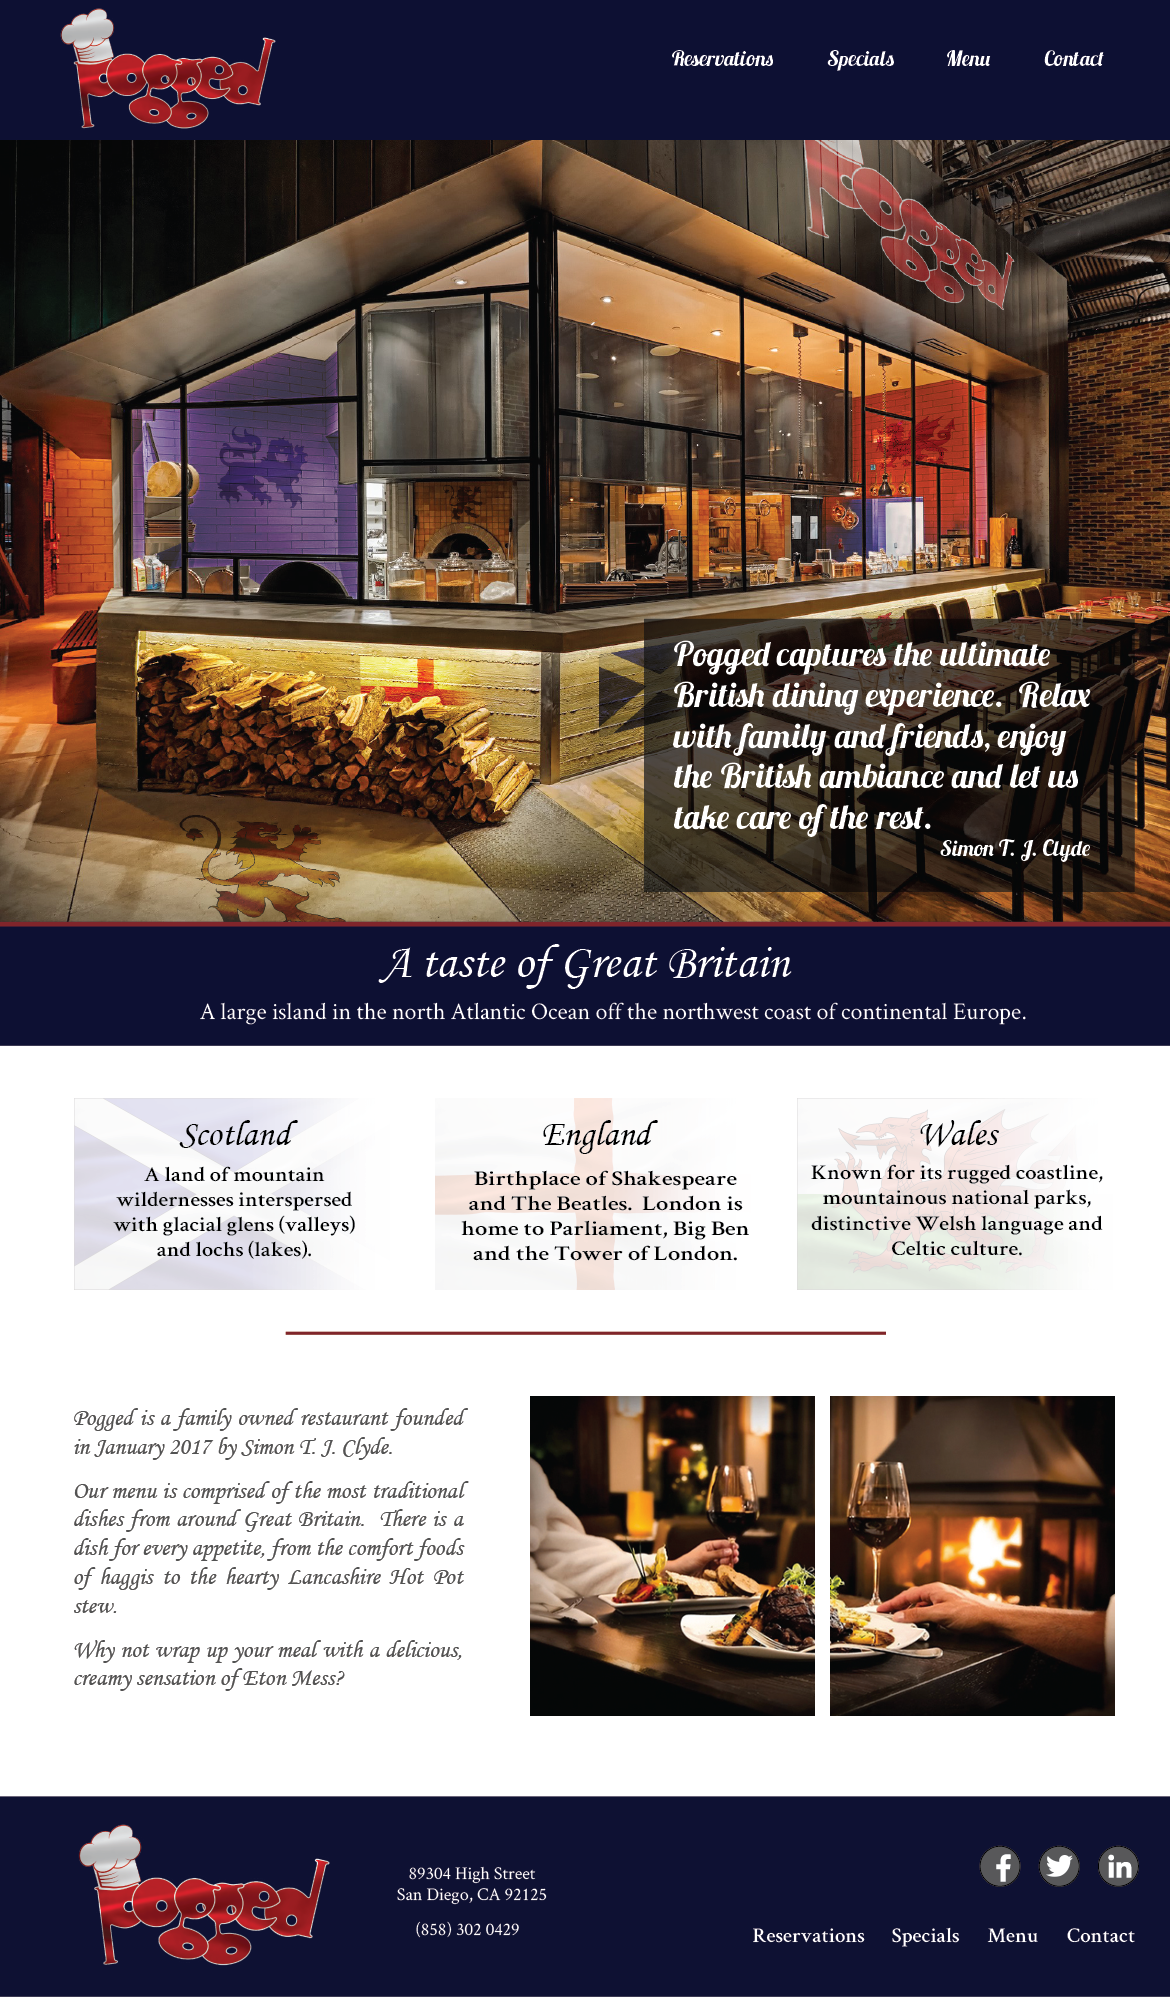 Pogged
Reservations Specials Menu Contact
Pogged
Pogged captures the ultimate
British dining experience. Relax
with family and friends, enjoy
the British ambiance and let us
take care of the rest.
Simon T. J. Clyde
A taste of Great Britain
A large island in the north Atlantic Ocean off the northwest coast of continental Europe.
Scotland
A land of mountain
wildernesses interspersed
with glacial glens (valleys)
and lochs (lakes).
England
Birthplace of Shakespeare
and The Beatles. London is
home to Parliament, Big Ben
and the Tower of London.
Wales
Known for its rugged coastline,
mountainous national parks,
distinctive Welsh language and
Celtic culture.
Pogged is a family owned restaurant founded
in January 2017 by Simon T. J. Clyde.
Our menu is comprised of the most traditional
dishes from around Great Britain. There is a
dish for every appetite, from the comfort foods
of haggis to the hearty Lancashire Hot Pot
stew.
Why not wrap up your meal with a delicious,
creamy sensation of Eton Mess?
Pogged
89304 High Street
San Diego, CA 92125
(858) 302 0429
f in
Reservations Specials Menu Contact